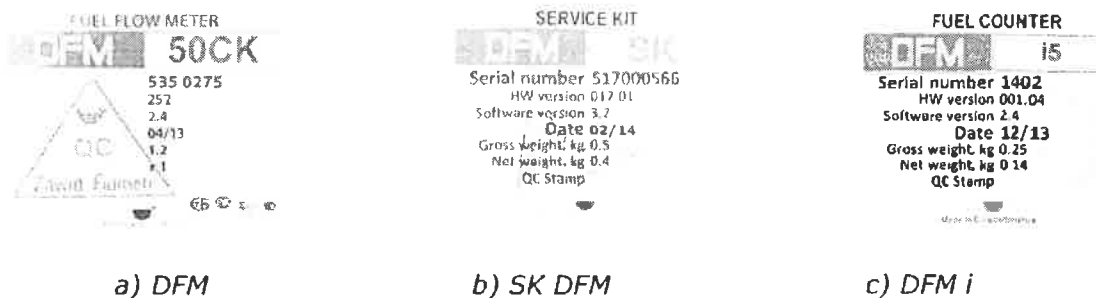 FUEL FLOW METER
DFM 50CK
535 0275
252
2.4
04/13
1.2
QC
SERVICE KIT
DFM SK
Serial number 517000566
HW version 017.01
Software version 3.2
Date 02/14
Gross weight, kg 0.5
Net weight, kg 0.4
QC Stamp
FUEL COUNTER
DFM i5
Serial number 1402
HW version 001.04
Software version 2.4
Date 12/13
Gross weight, kg 0.25
Net weight, kg 0.14
QC Stamp
a) DFM
b) SK DFM
c) DFM i